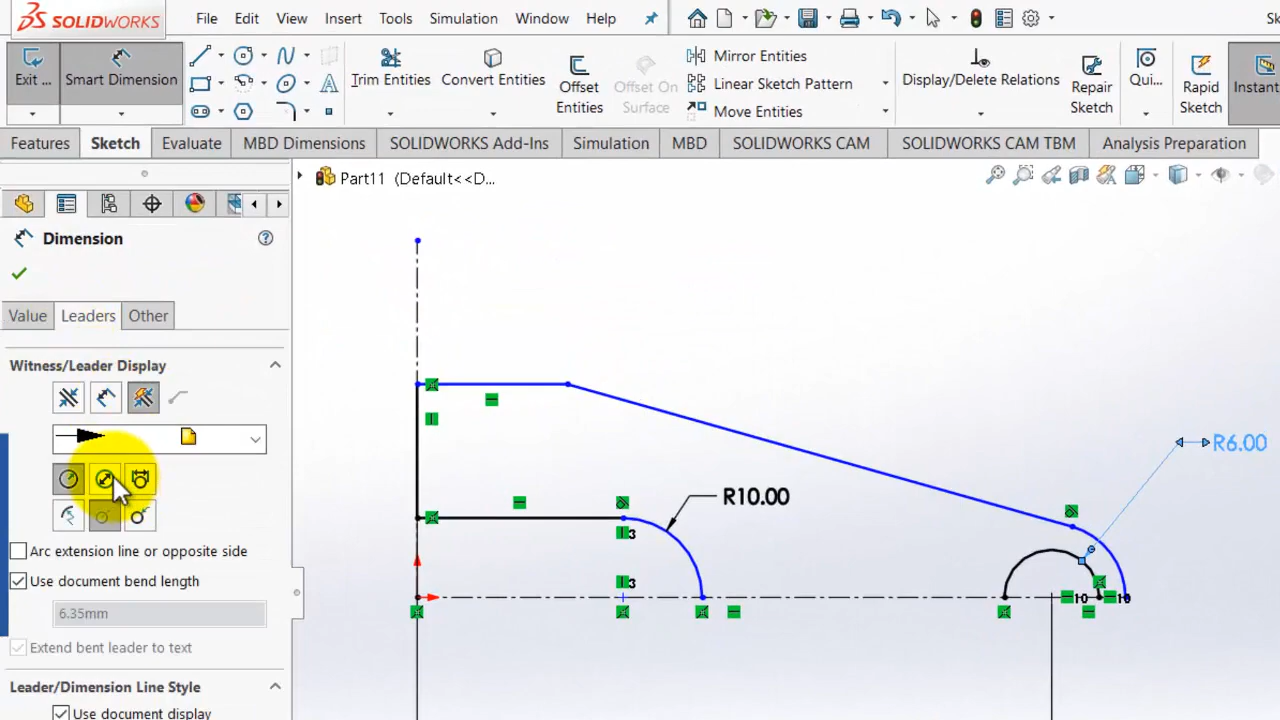 SOLIDWORKS File Edit View Insert Tools Simulation Window Help
Exit ... Smart Dimension Trim Entities Convert Entities Offset Entities Offset On Surface Mirror Entities Linear Sketch Pattern Move Entities Display/Delete Relations Repair Sketch Qui... Rapid Sketch
Features Sketch Evaluate MBD Dimensions SOLIDWORKS Add-Ins Simulation MBD SOLIDWORKS CAM SOLIDWORKS CAM TBM Analysis Preparation
Part11 (Default<<D...
Dimension
Value Leaders Other
Witness/Leader Display
R6.00
R10.00
3
Arc extension line or opposite side
Use document bend length
3
10 10
6.35mm
Extend bent leader to text
Leader/Dimension Line Style
Use document display